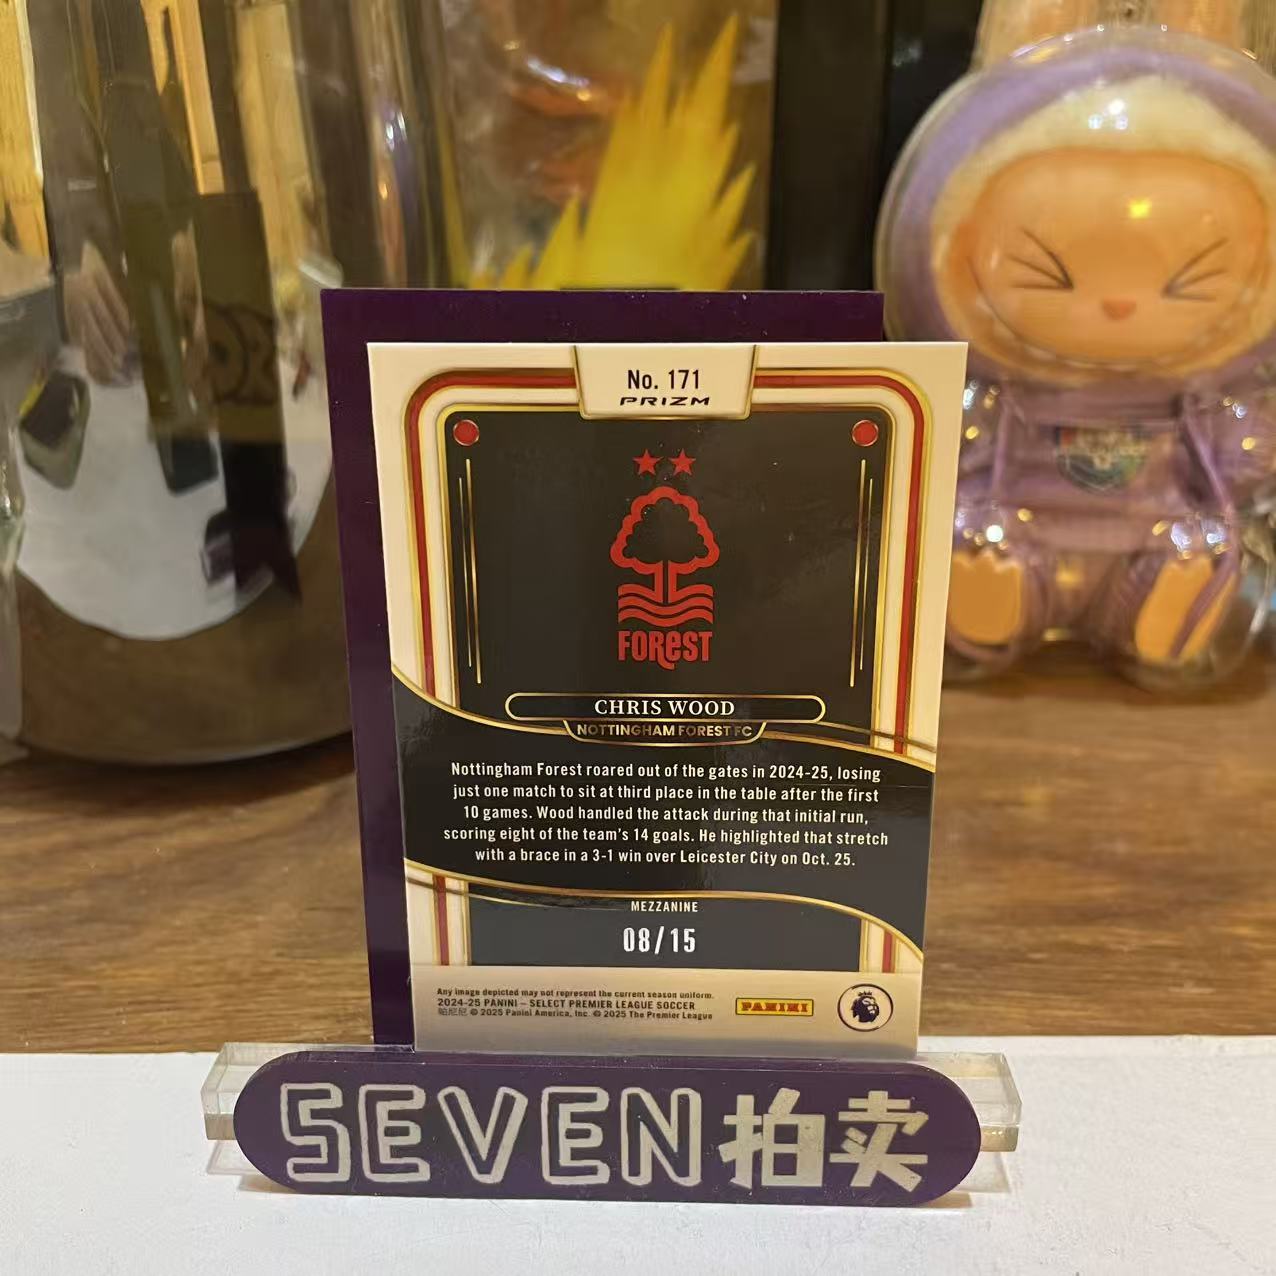 No. 171
PRIZM
FOREST
CHRIS WOOD
NOTTINGHAM FOREST FC
Nottingham Forest roared out of the gates in 2024-25, losing
just one match to sit at third place in the table after the first
10 games. Wood handled the attack during that initial run,
scoring eight of the team's 14 goals. He highlighted that stretch
with a brace in a 3-1 win over Leicester City on Oct. 25.
MEZZANINE
08/15
Any image depicted may not represent the current season uniform.
2024-25 PANINI – SELECT PREMIER LEAGUE SOCCER
帕尼尼 © 2025 Panini America, Inc. © 2025 The Premier League
PANINI
SEVEN拍卖